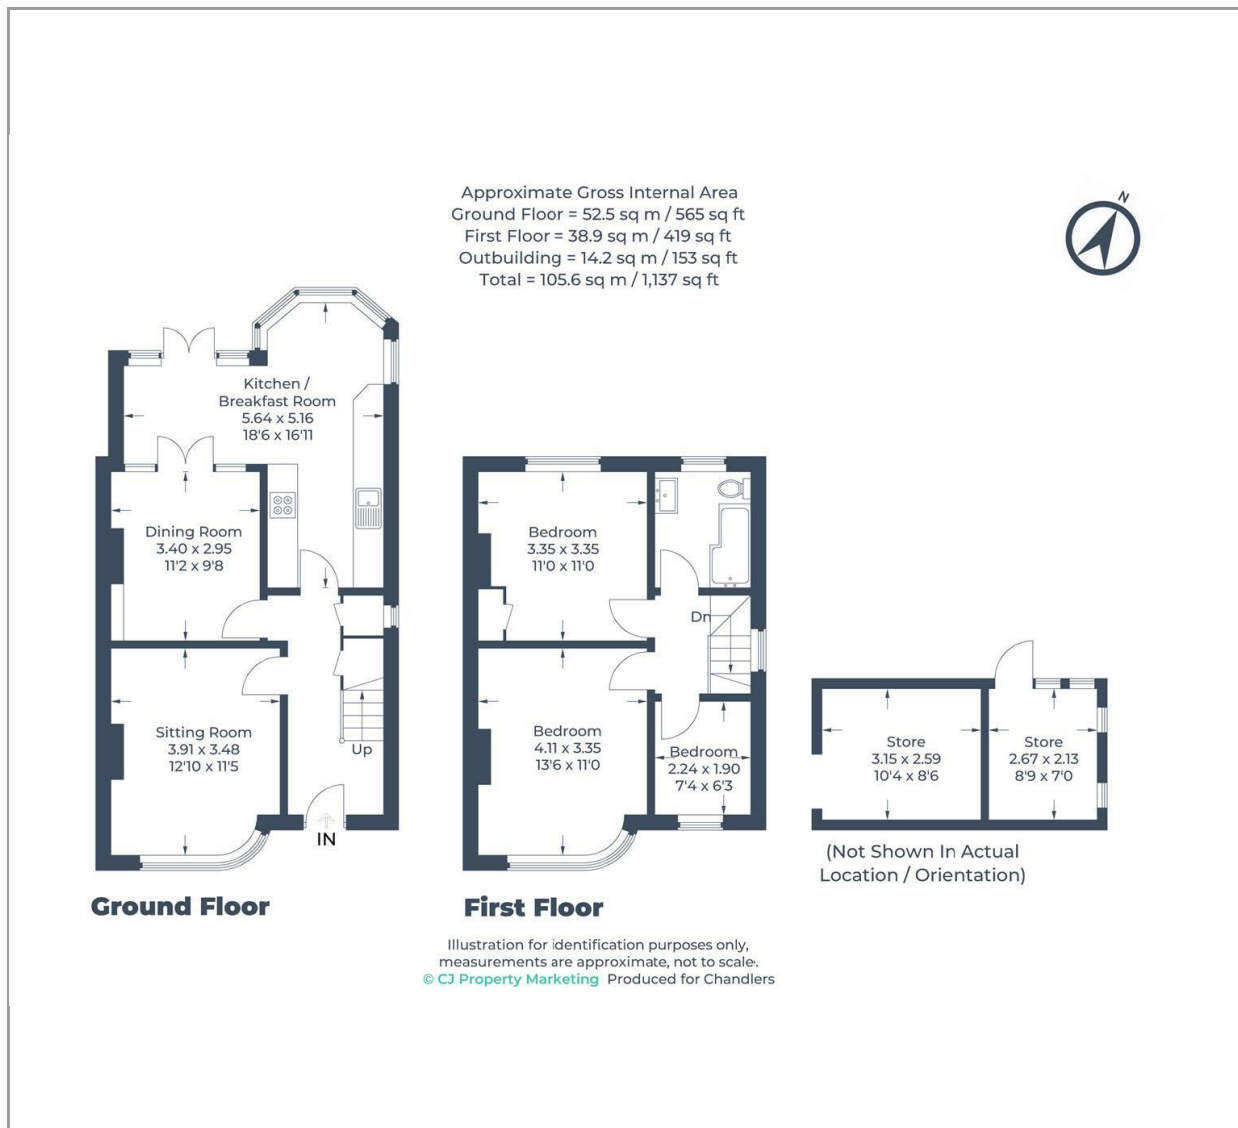 Approximate Gross Internal Area
Ground Floor = 52.5 sq m / 565 sq ft
First Floor = 38.9 sq m / 419 sq ft
Outbuilding = 14.2 sq m / 153 sq ft
Total = 105.6 sq m / 1,137 sq ft
N
Kitchen /
Breakfast Room
5.64 x 5.16
18'6 x 16'11
Dining Room
3.40 x 2.95
11'2 x 9'8
Sitting Room
3.91 x 3.48
12'10 x 11'5
Up
IN
Ground Floor
Bedroom
3.35 x 3.35
11'0 x 11'0
Dn
Bedroom
4.11 x 3.35
13'6 x 11'0
Bedroom
2.24 x 1.90
7'4 x 6'3
First Floor
Store
3.15 x 2.59
10'4 x 8'6
Store
2.67 x 2.13
8'9 x 7'0
(Not Shown In Actual
Location / Orientation)
Illustration for identification purposes only,
measurements are approximate, not to scale.
© CJ Property Marketing Produced for Chandlers